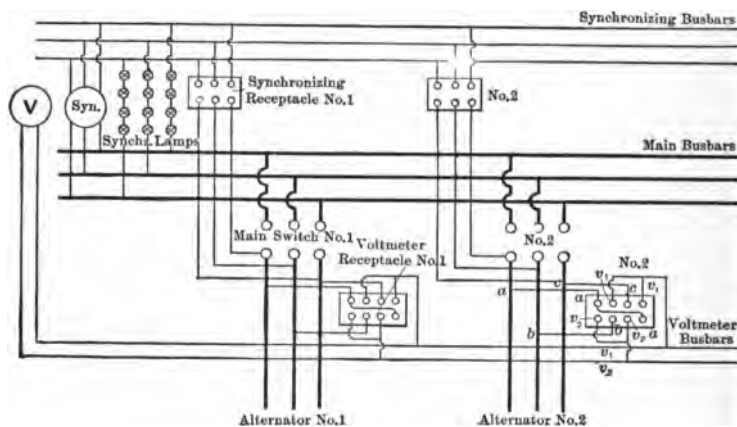 Synchronizing Busbars
V
Syn.
Synchronizing
Receptacle No.1
No.2
Synchr. Lamps
Main Busbars
Main Switch No.1
No.2
Voltmeter
Receptacle No.1
No.2
v₁
a
c
a
c
v₁
v₂
b
b
v₂
a
Voltmeter
Busbars
v₁
v₂
Alternator No.1
Alternator No.2